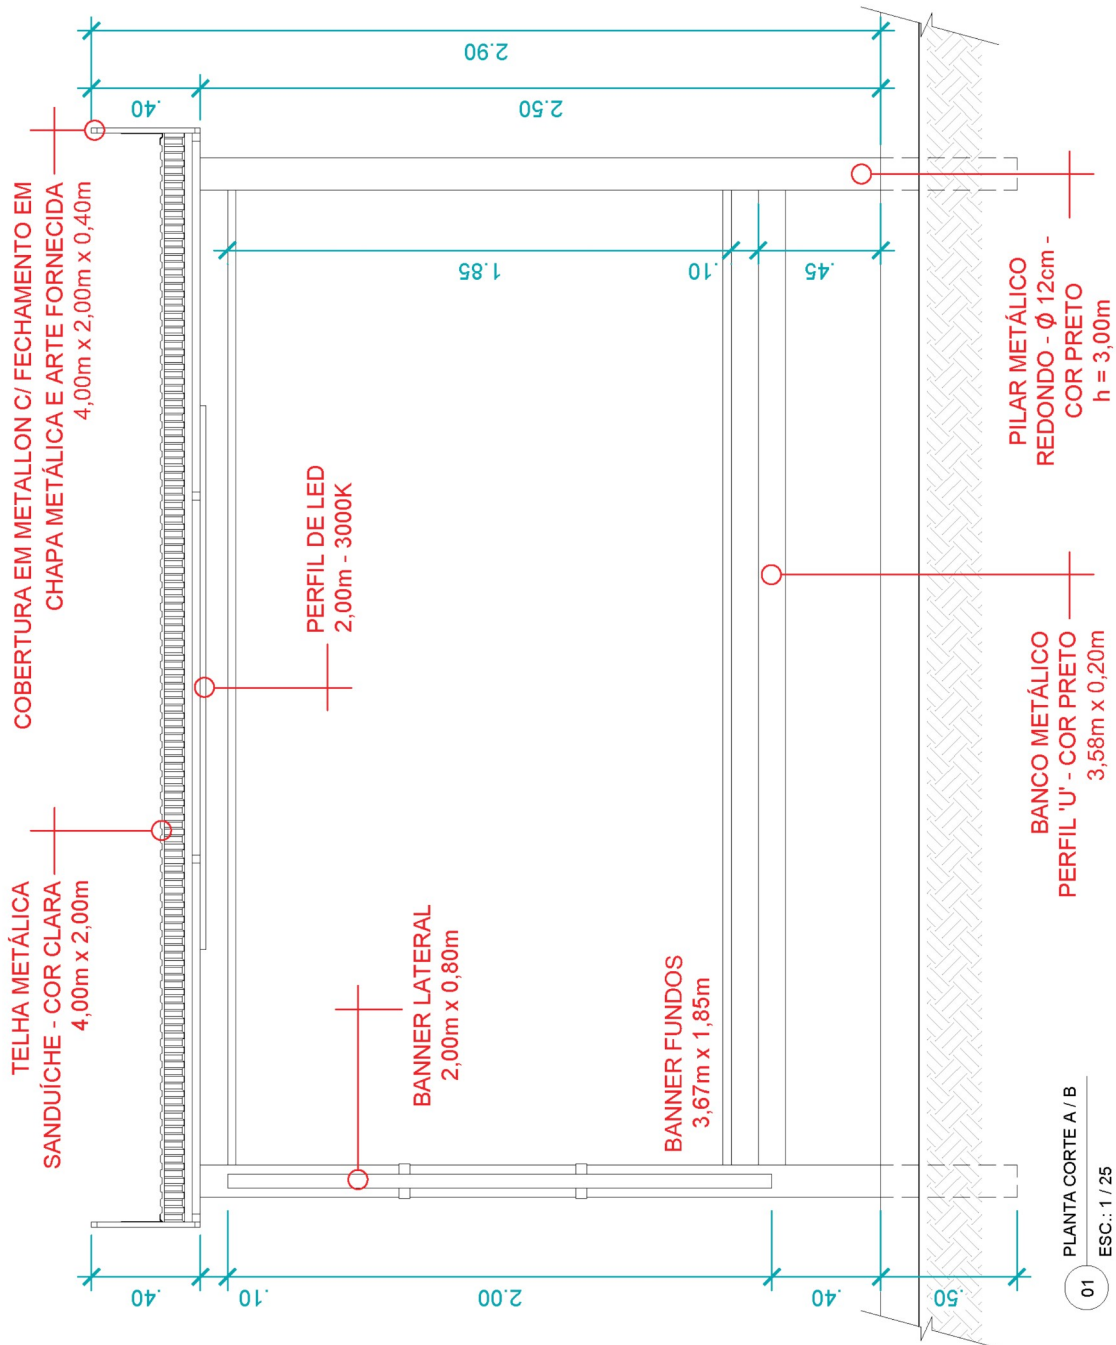 TELHA METÁLICA
SANDUÍCHE - COR CLARA
4,00m x 2,00m
COBERTURA EM METALLON C/ FECHAMENTO EM
CHAPA METÁLICA E ARTE FORNECIDA
4,00m x 2,00m x 0,40m
PERFIL DE LED
2,00m - 3000K
BANNER LATERAL
2,00m x 0,80m
BANNER FUNDOS
3,67m x 1,85m
BANCO METÁLICO
PERFIL 'U' - COR PRETO
3,58m x 0,20m
PILAR METÁLICO
REDONDO - Ø 12cm -
COR PRETO
h = 3,00m
.40
.10
2.00
.40
.50
1.85
.10
.45
.40
2.50
2.90
01
PLANTA CORTE A / B
ESC.: 1 / 25